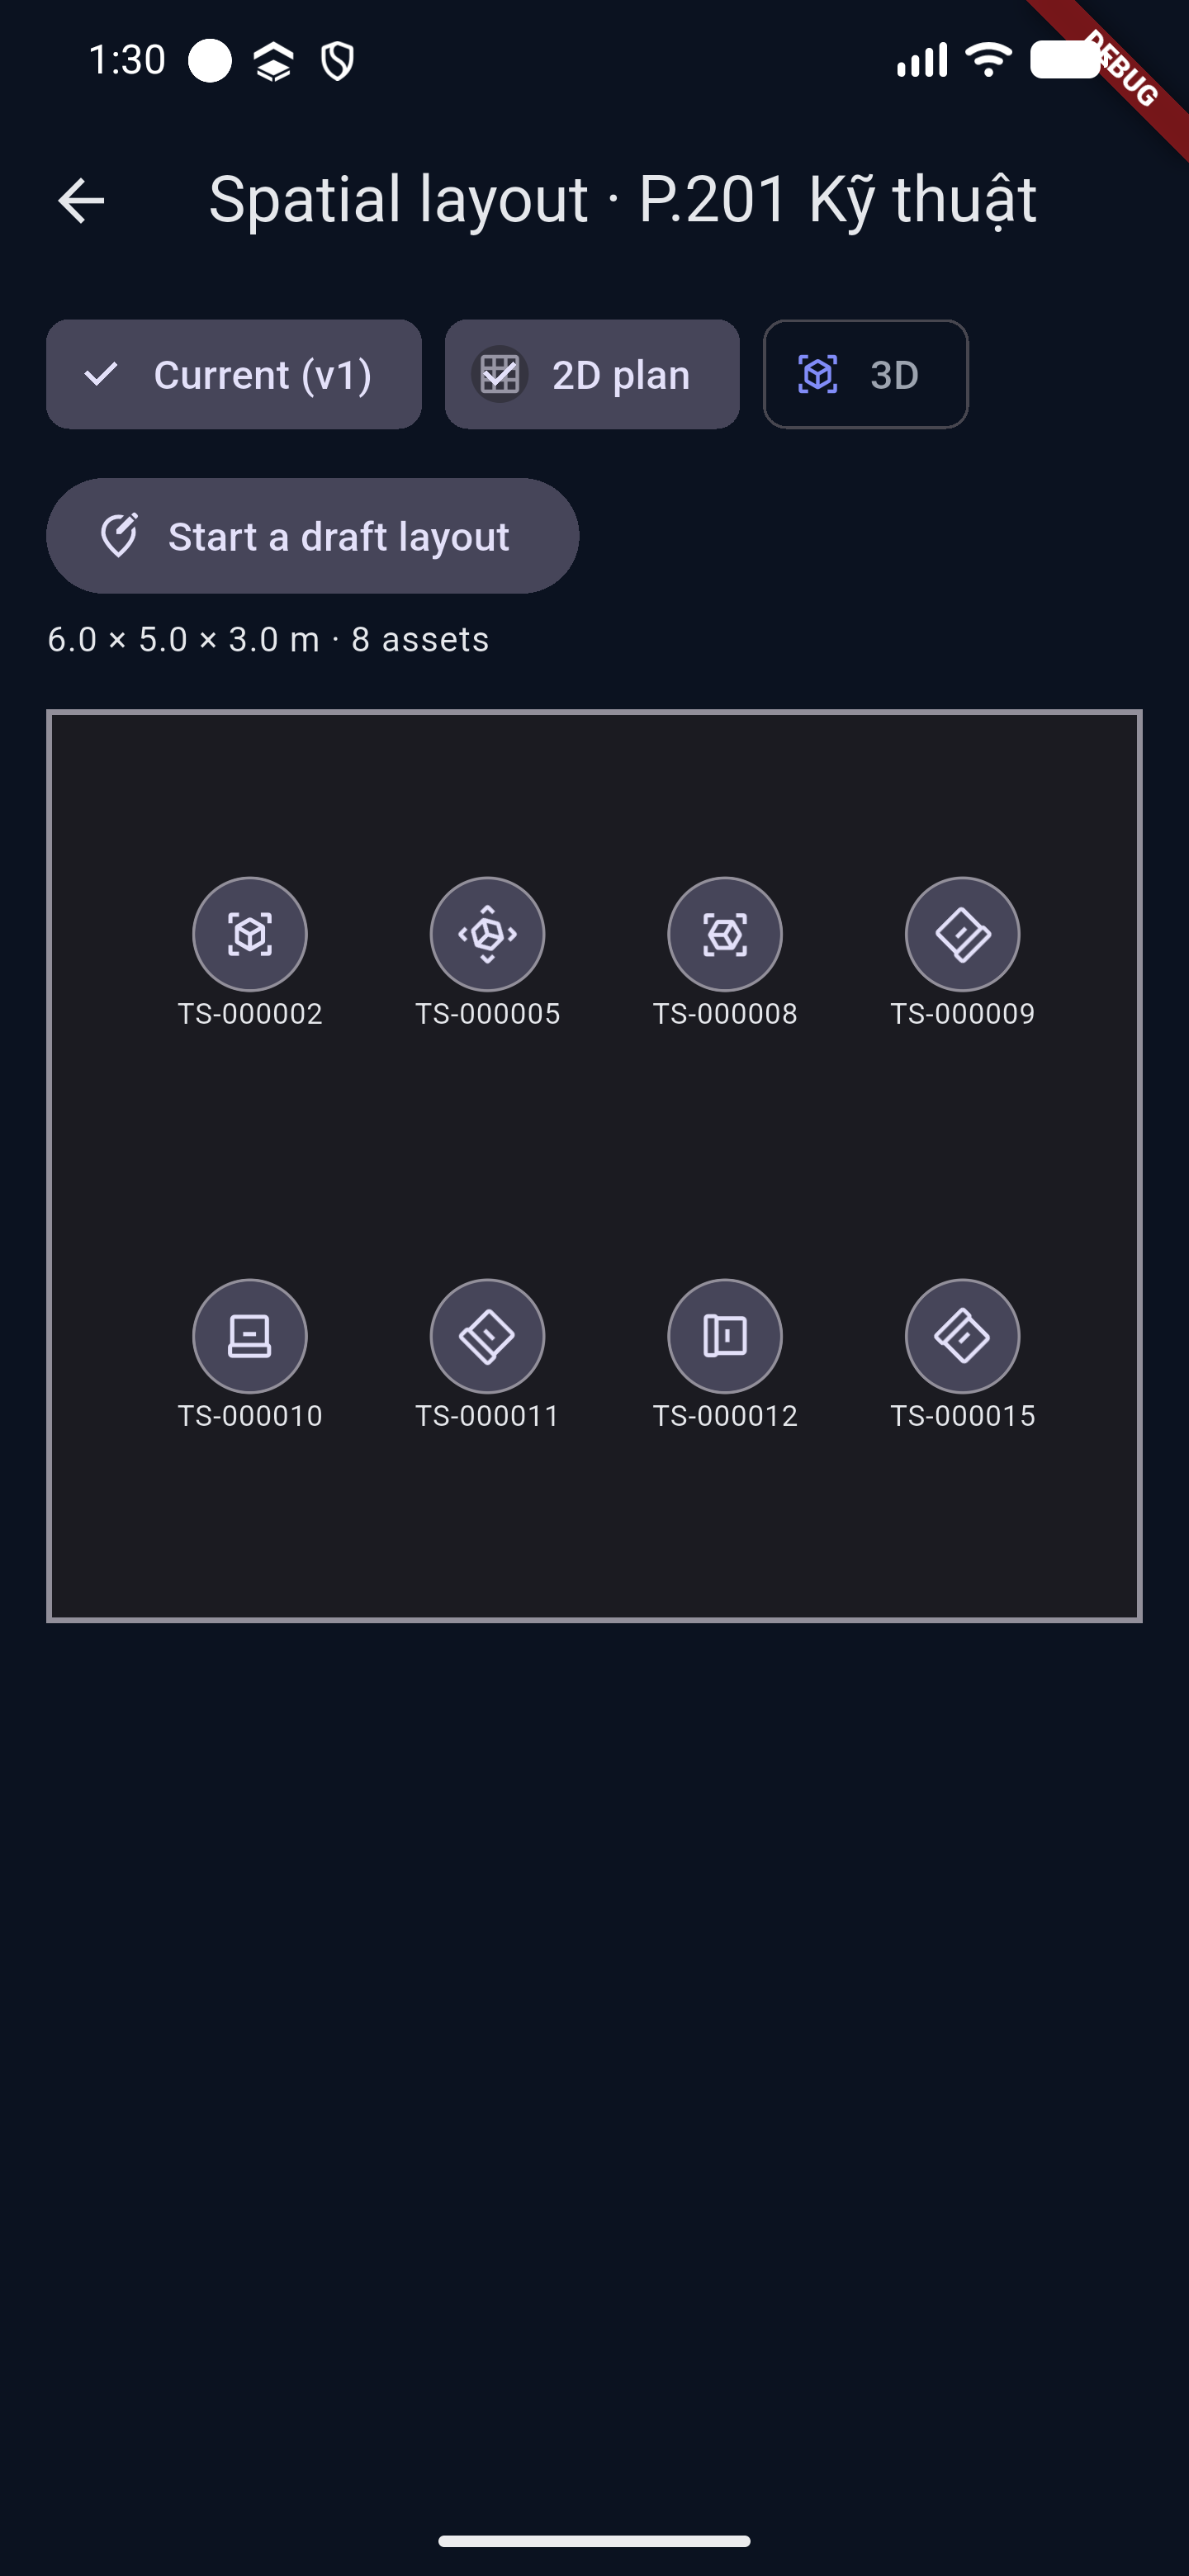 1:30
DEBUG
Spatial layout · P.201 Kỹ thuật
Current (v1)
2D plan
3D
Start a draft layout
6.0 × 5.0 × 3.0 m · 8 assets
TS-000002
TS-000005
TS-000008
TS-000009
TS-000010
TS-000011
TS-000012
TS-000015